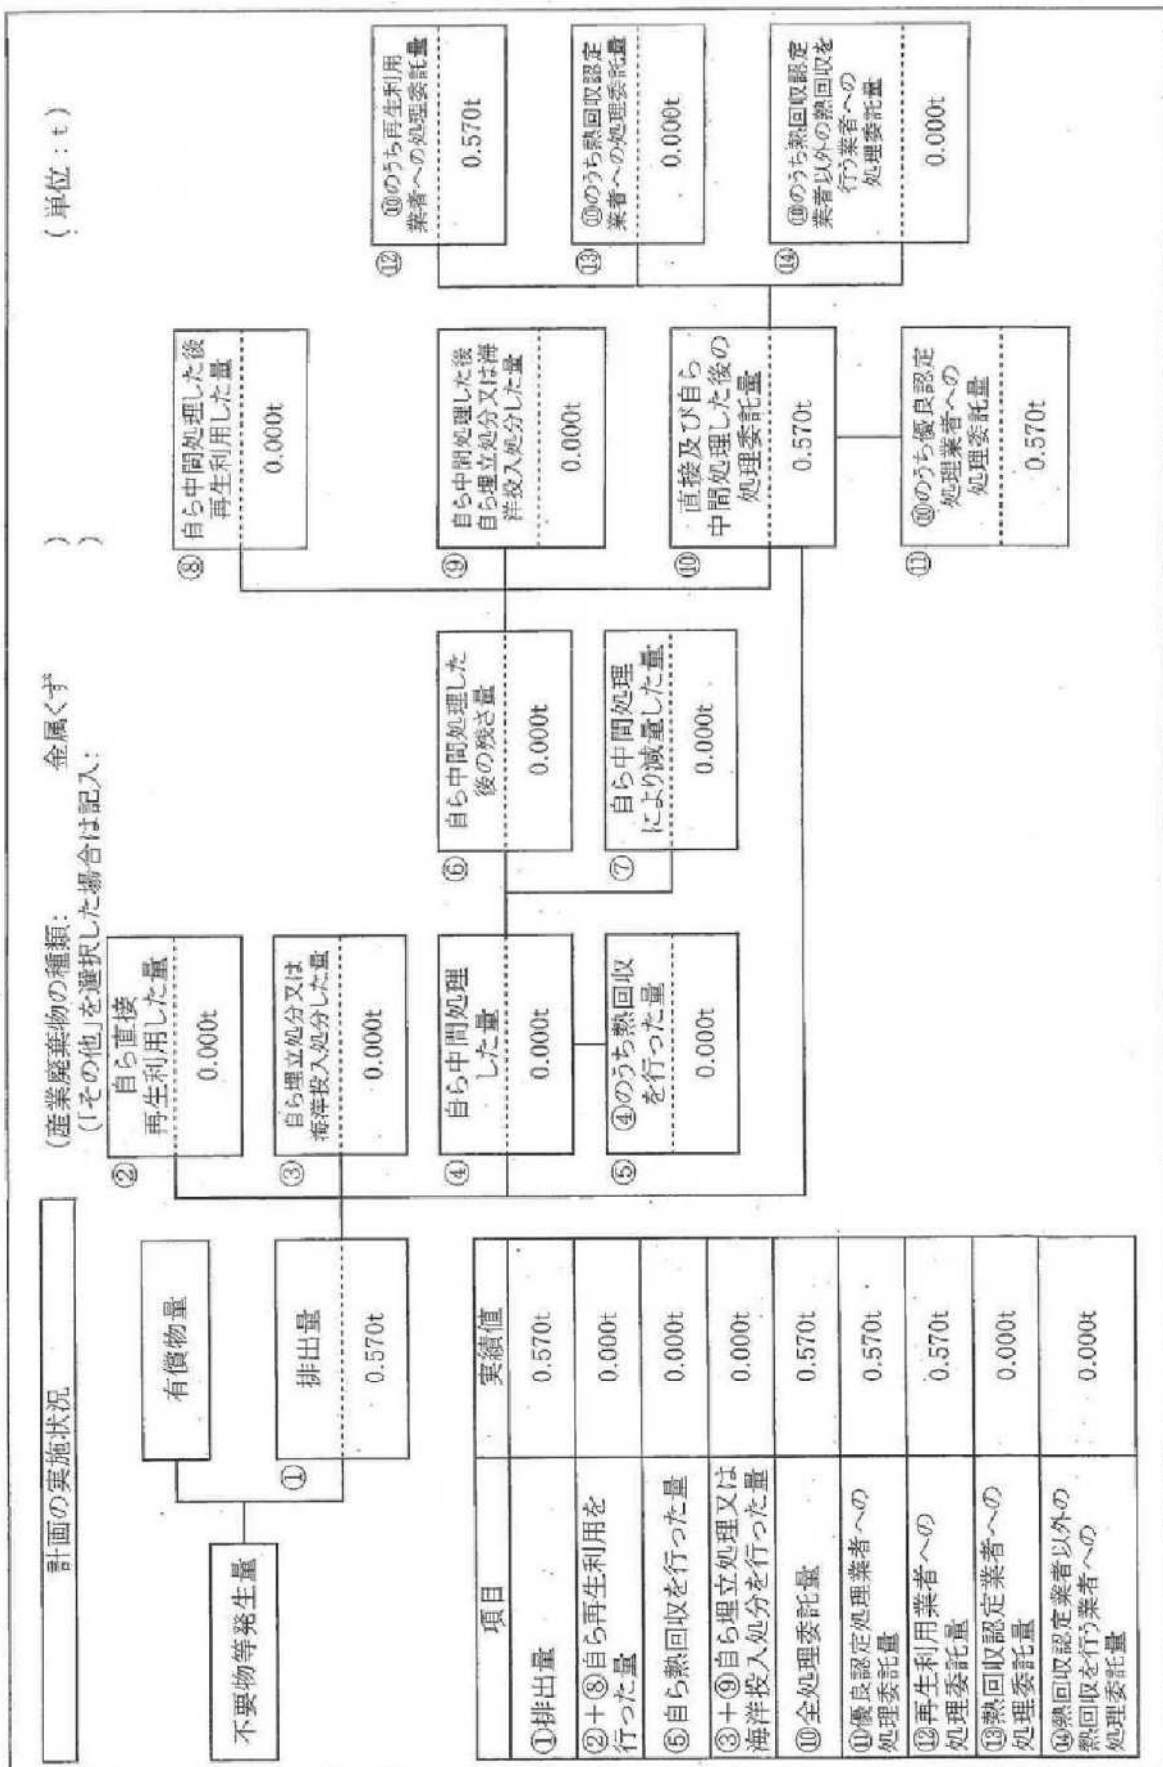 計画の実施状況
(産業廃棄物の種類: 金属くず )
(「その他」を選択した場合は記入: )
(単位:t)
不要物等発生量
有償物量
①
排出量
0.570t
②
自ら直接
再生利用した量
0.000t
③
自ら埋立処分又は
海洋投入処分した量
0.000t
④
自ら中間処理
した量
0.000t
⑤
④のうち熱回収
を行った量
0.000t
⑥
自ら中間処理した
後の残さ量
0.000t
⑦
自ら中間処理
により減量した量
0.000t
⑧
自ら中間処理した後
再生利用した量
0.000t
⑨
自ら中間処理した後
自ら埋立処分又は海
洋投入処分した量
0.000t
⑩
直接及び自ら
中間処理した後の
処理委託量
0.570t
⑪
⑩のうち優良認定
処理業者への
処理委託量
0.570t
⑫
⑩のうち再生利用
業者への処理委託量
0.570t
⑬
⑩のうち熱回収認定
業者への処理委託量
0.000t
⑭
⑩のうち熱回収認定
業者以外の熱回収を
行う業者への
処理委託量
0.000t
項目 実績値
①排出量 0.570t
②+⑧自ら再生利用を
行った量 0.000t
⑤自ら熱回収を行った量 0.000t
③+⑨自ら埋立処理又は
海洋投入処分を行った量 0.000t
⑩全処理委託量 0.570t
⑪優良認定処理業者への
処理委託量 0.570t
⑫再生利用業者への
処理委託量 0.570t
⑬熱回収認定業者への
処理委託量 0.000t
⑭熱回収認定業者以外の
熱回収を行う業者への
処理委託量 0.000t